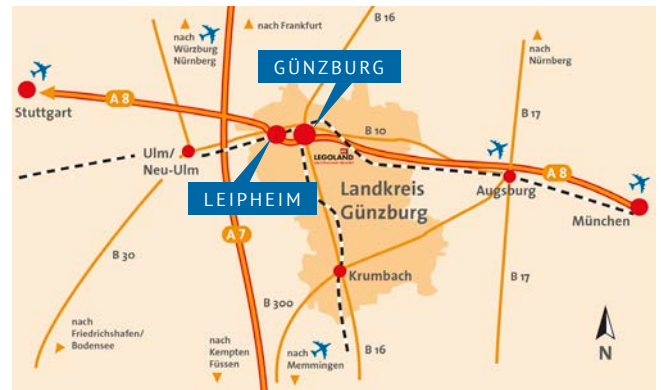 nach Frankfurt
B 16
nach
Würzburg
Nürnberg
nach
Nürnberg
GÜNZBURG
Stuttgart
A 8
B 17
B 10
Ulm/
Neu-Ulm
LEGOLAND
LEIPHEIM
Landkreis
Günzburg
Augsburg
A 8
München
A 7
B 30
Krumbach
B 17
B 300
nach
Friedrichshafen/
Bodensee
nach
Kempten
Füssen
nach
Memmingen
B 16
N